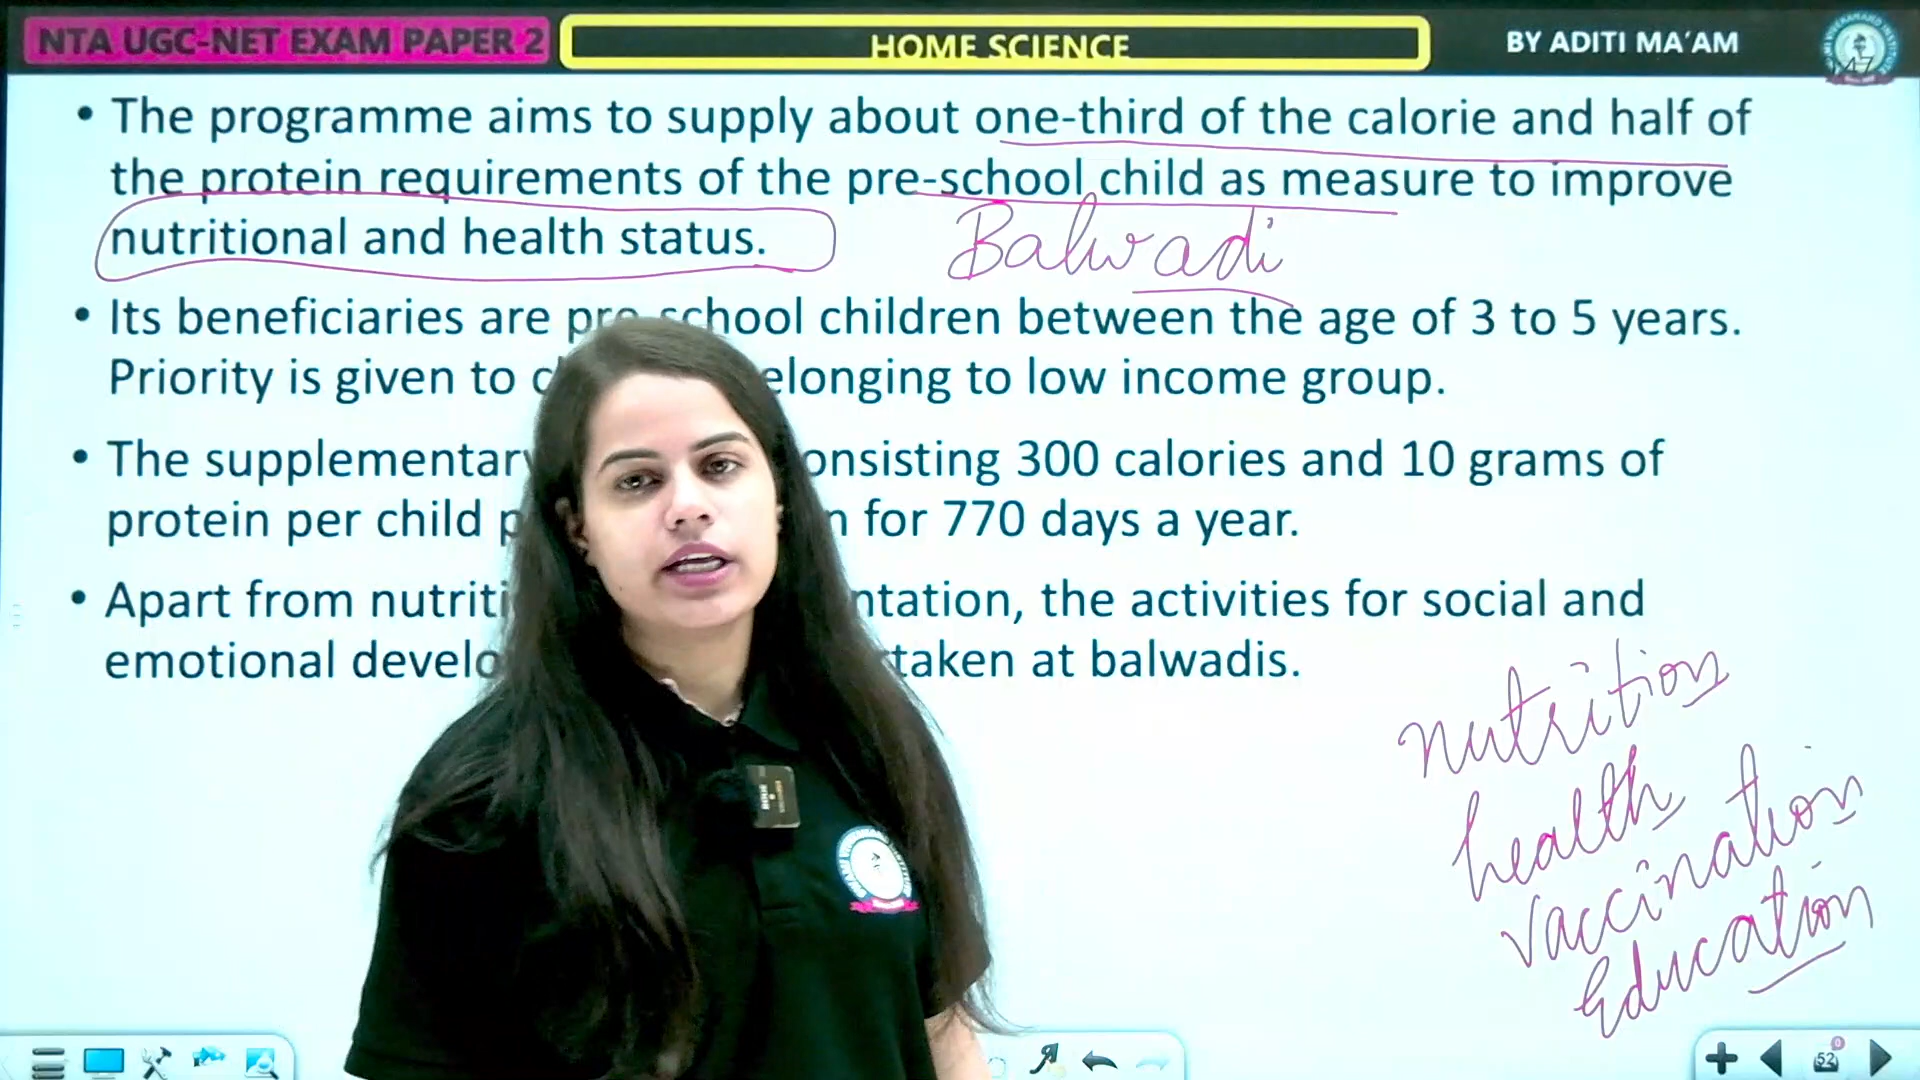 NTA UGC-NET EXAM PAPER 2
HOME SCIENCE
BY ADITI MA'AM
• The programme aims to supply about one-third of the calorie and half of
the protein requirements of the pre-school child as measure to improve
nutritional and health status.
Balwadi
• Its beneficiaries are pre-school children between the age of 3 to 5 years.
Priority is given to elonging to low income group.
• The supplementary onsisting 300 calories and 10 grams of
protein per child for 770 days a year.
• Apart from nutriti ntation, the activities for social and
emotional develo taken at balwadis.
nutrition
health
vaccination
Education
52
0